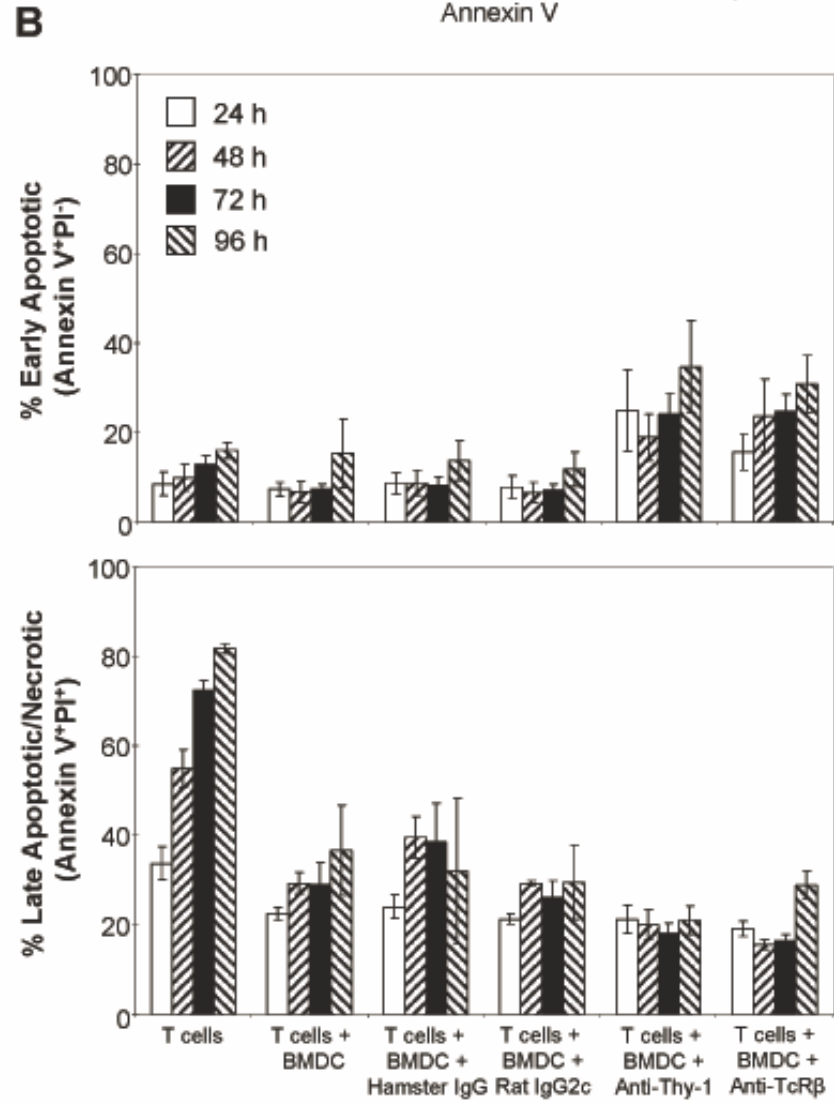 Annexin V
B
100
80
60
40
20
0
% Early Apoptotic
(Annexin V⁺PI⁻)
24 h
48 h
72 h
96 h
100
80
60
40
20
0
% Late Apoptotic/Necrotic
(Annexin V⁺PI⁺)
T cells
T cells +
BMDC
T cells +
BMDC +
Hamster IgG
T cells +
BMDC +
Rat IgG2c
T cells +
BMDC +
Anti-Thy-1
T cells +
BMDC +
Anti-TcRβ